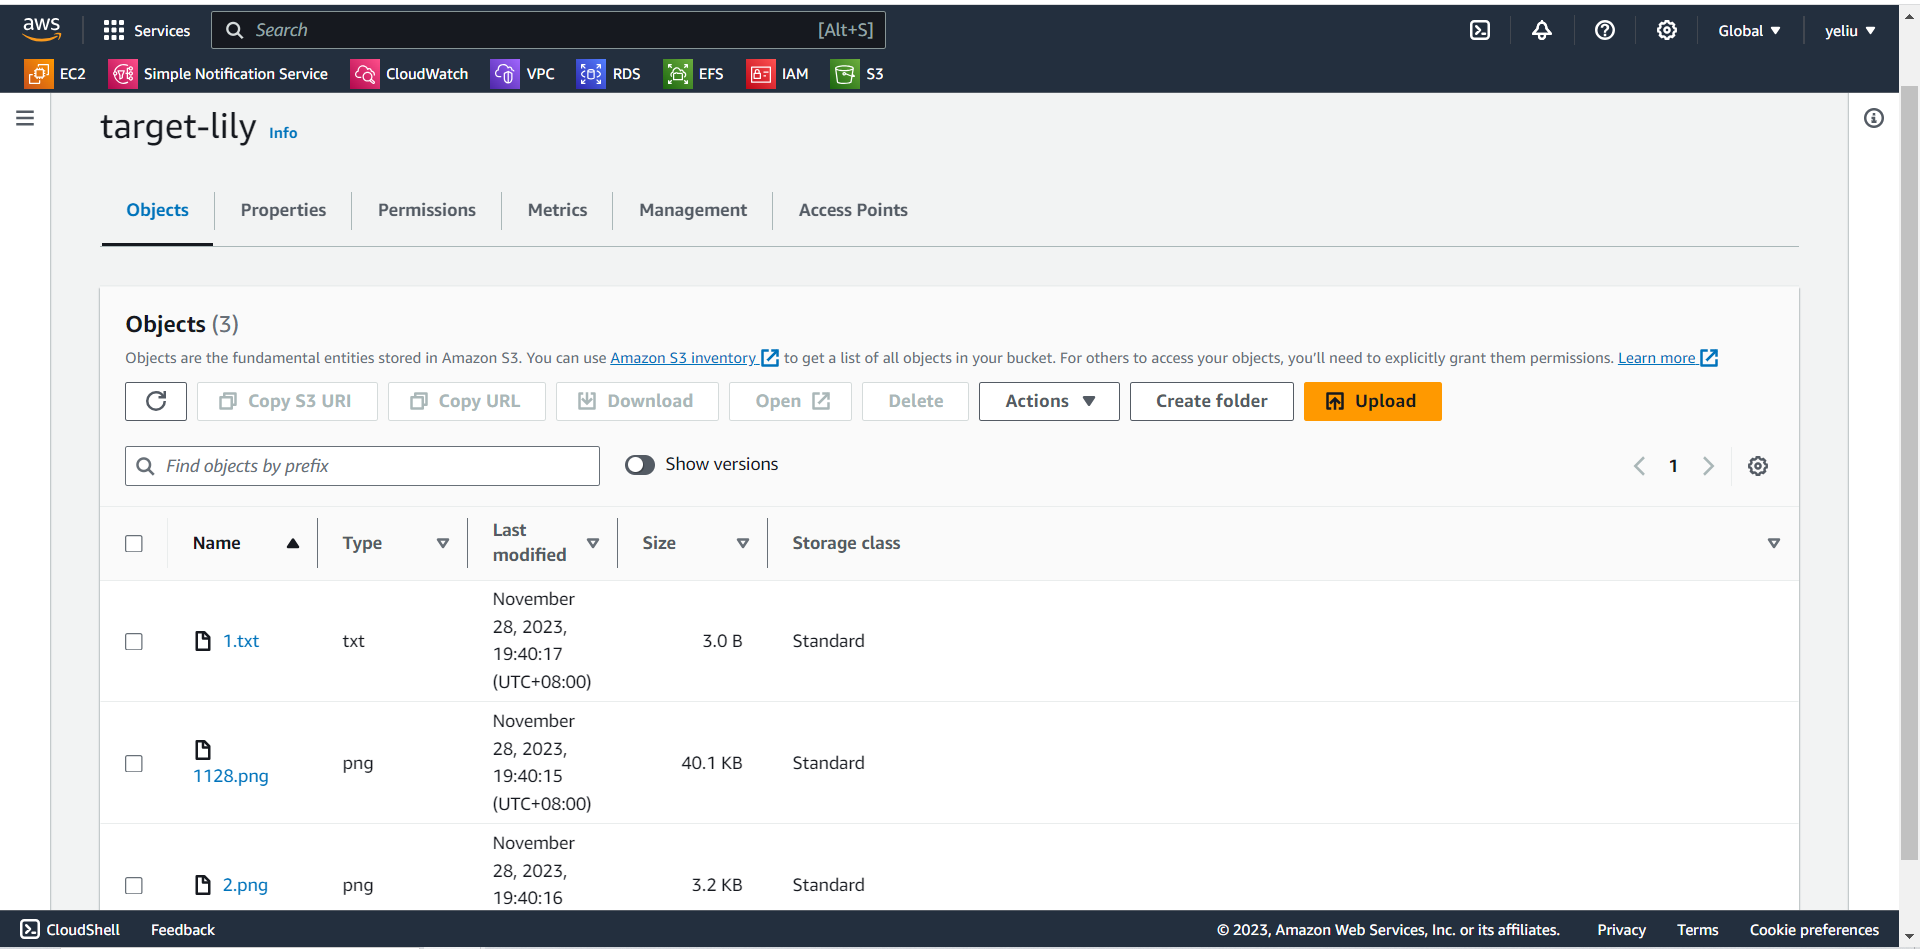 aws Services Search [Alt+S] Global yeliu
EC2 Simple Notification Service CloudWatch VPC RDS EFS IAM S3
target-lily Info
Objects Properties Permissions Metrics Management Access Points
Objects (3)
Objects are the fundamental entities stored in Amazon S3. You can use Amazon S3 inventory to get a list of all objects in your bucket. For others to access your objects, you'll need to explicitly grant them permissions. Learn more
Copy S3 URI Copy URL Download Open Delete Actions Create folder Upload
Find objects by prefix Show versions 1
Name Type Last modified Size Storage class
1.txt txt November 28, 2023, 19:40:17 (UTC+08:00) 3.0 B Standard
1128.png png November 28, 2023, 19:40:15 (UTC+08:00) 40.1 KB Standard
2.png png November 28, 2023, 19:40:16 3.2 KB Standard
CloudShell Feedback © 2023, Amazon Web Services, Inc. or its affiliates. Privacy Terms Cookie preferences